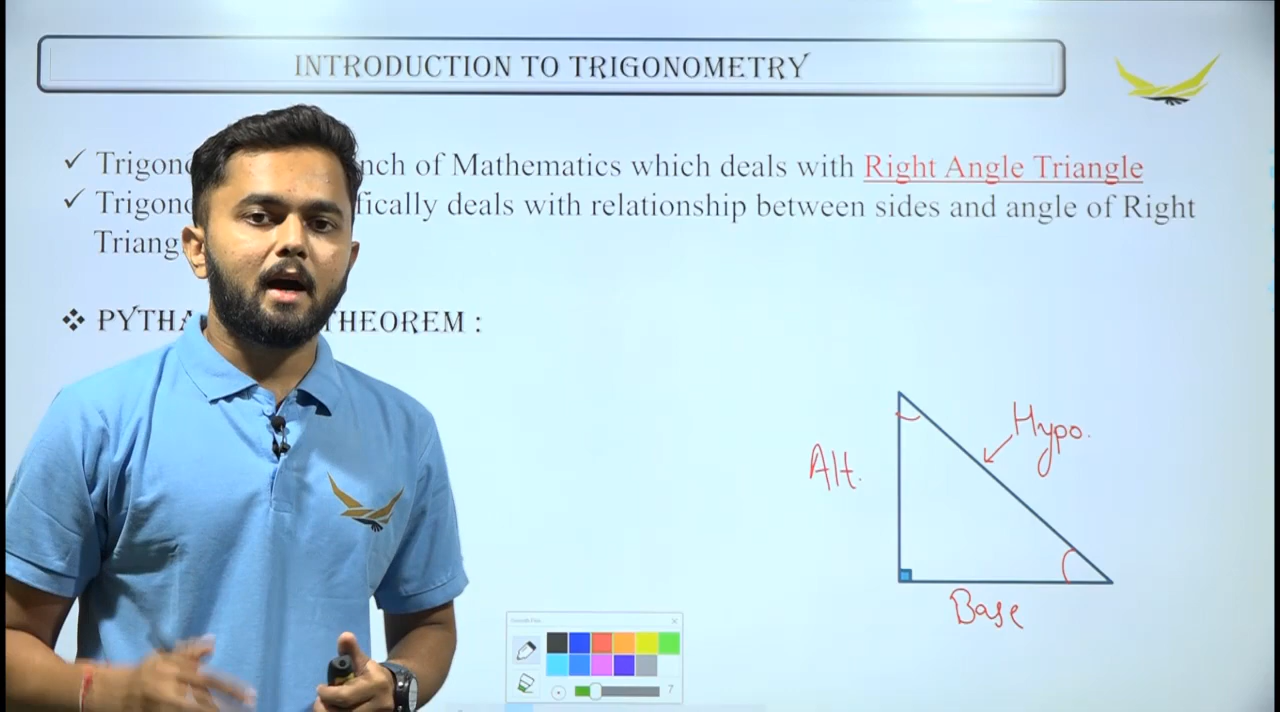 INTRODUCTION TO TRIGONOMETRY
✓ Trigono nch of Mathematics which deals with Right Angle Triangle
✓ Trigono fically deals with relationship between sides and angle of Right
Triang
❖ PYTHA THEOREM :
Hypo.
Alt.
Base
7